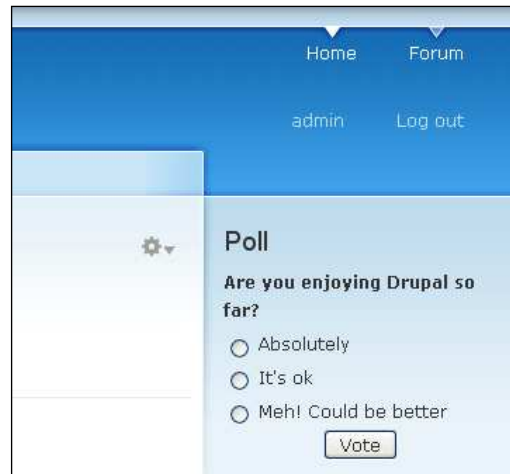 Home Forum
admin Log out
Poll
Are you enjoying Drupal so
far?
Absolutely
It's ok
Meh! Could be better
Vote